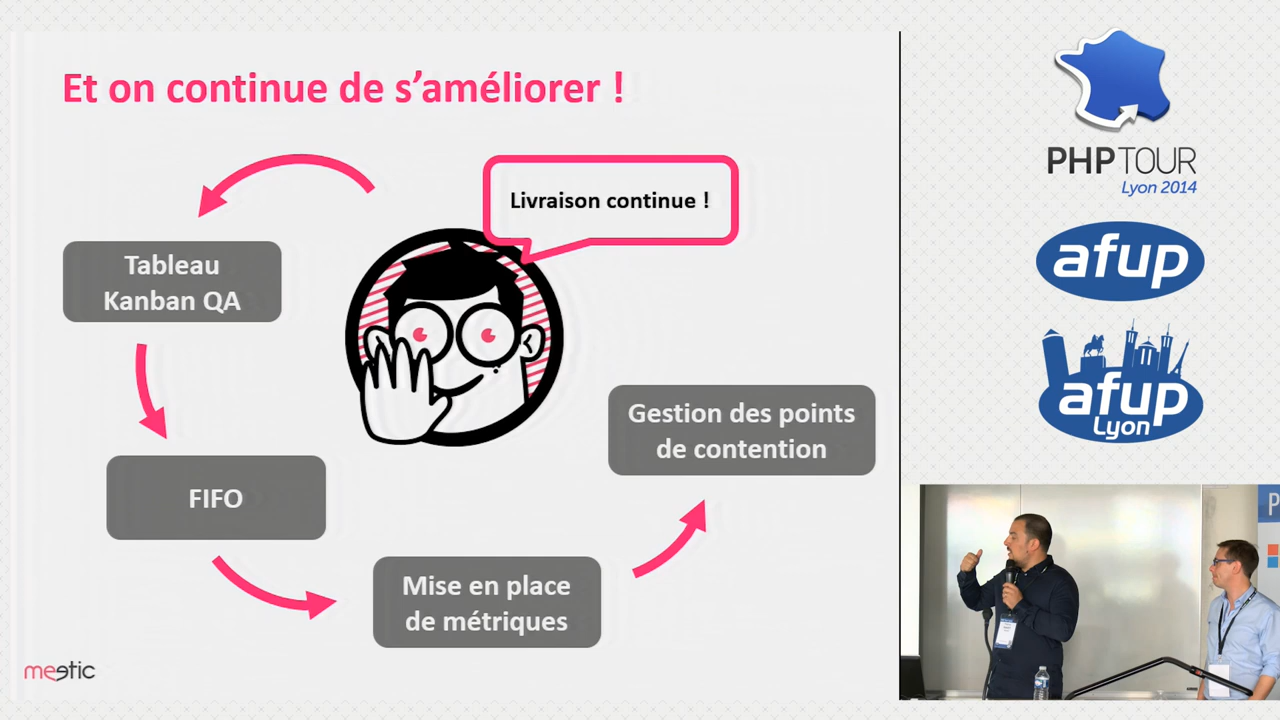 Et on continue de s’améliorer !
Livraison continue !
Tableau
Kanban QA
FIFO
Mise en place
de métriques
Gestion des points
de contention
meetic
PHP TOUR
Lyon 2014
afup
afup
Lyon
P